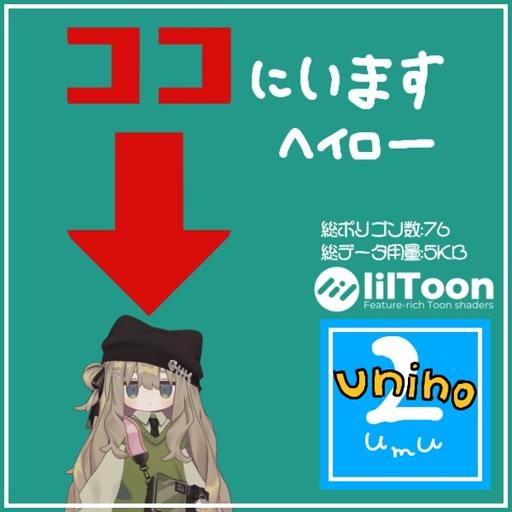 ココ にいます
ヘイロー
総ポリゴン数:76
総データ用量:5KB
lilToon
Feature-rich Toon shaders
2
unino
umu